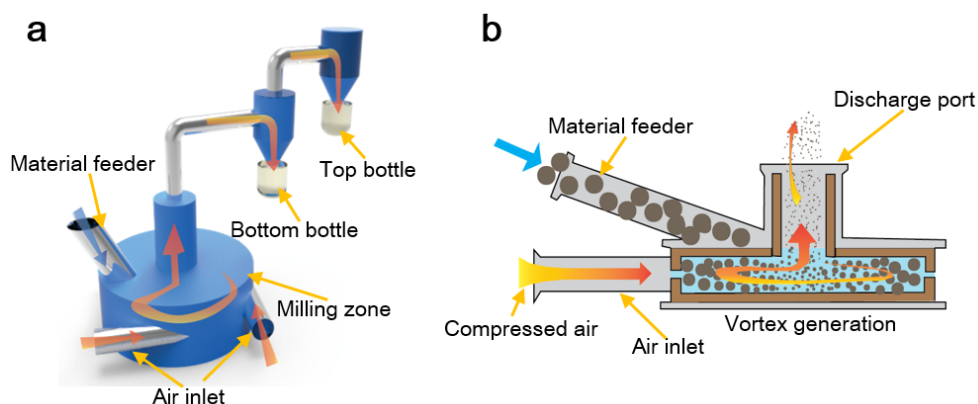 a
Material feeder
Top bottle
Bottom bottle
Milling zone
Air inlet
b
Discharge port
Material feeder
Compressed air
Air inlet
Vortex generation